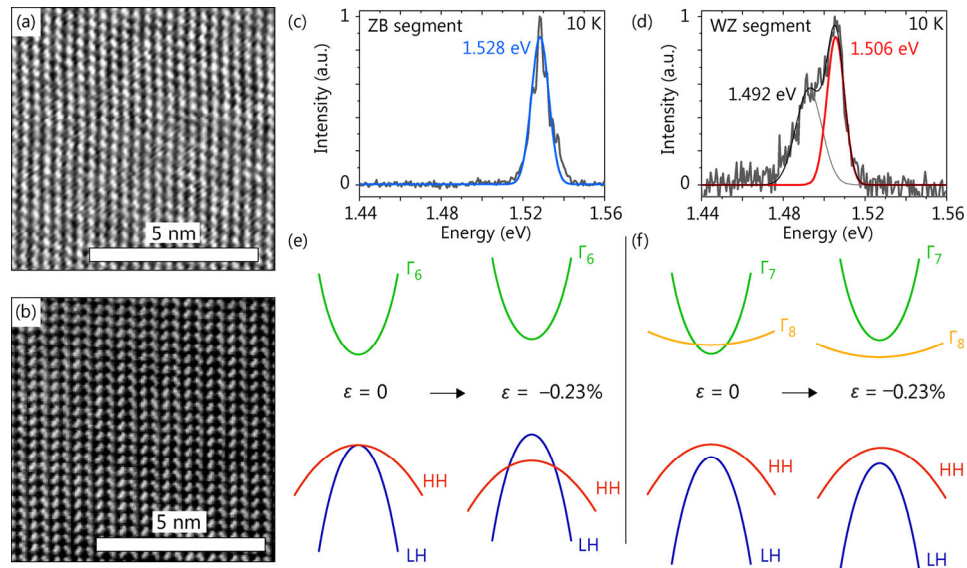 (a)
5 nm
(b)
5 nm
(c)
ZB segment
10 K
1.528 eV
1
0
Intensity (a.u.)
1.44
1.48
1.52
1.56
Energy (eV)
(d)
WZ segment
10 K
1.506 eV
1.492 eV
1
0
Intensity (a.u.)
1.44
1.48
1.52
1.56
Energy (eV)
(e)
Γ6
Γ6
ε = 0
ε = −0.23%
HH
HH
LH
LH
(f)
Γ7
Γ7
Γ8
Γ8
ε = 0
ε = −0.23%
HH
HH
LH
LH